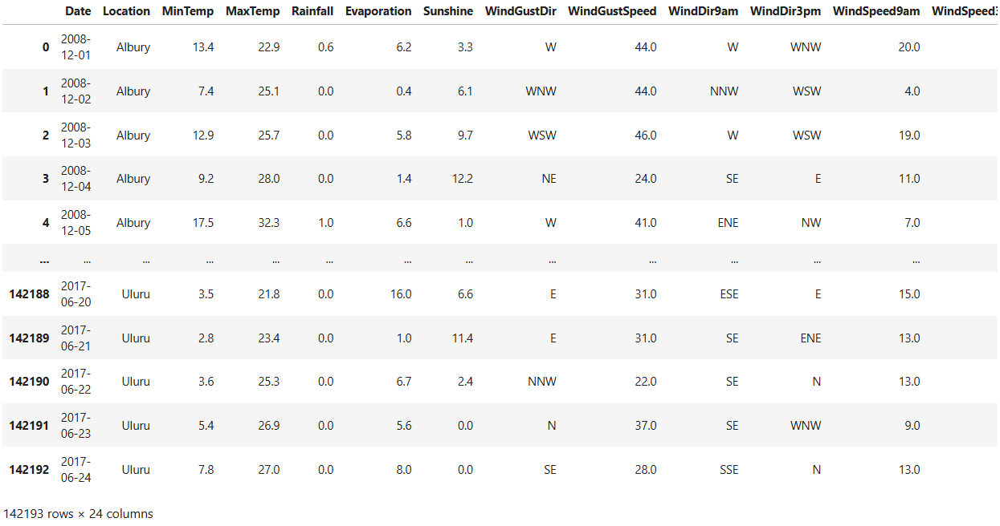 Date Location MinTemp MaxTemp Rainfall Evaporation Sunshine WindGustDir WindGustSpeed WindDir9am WindDir3pm WindSpeed9am WindSpeed3
0 2008-12-01 Albury 13.4 22.9 0.6 6.2 3.3 W 44.0 W WNW 20.0
1 2008-12-02 Albury 7.4 25.1 0.0 0.4 6.1 WNW 44.0 NNW WSW 4.0
2 2008-12-03 Albury 12.9 25.7 0.0 5.8 9.7 WSW 46.0 W WSW 19.0
3 2008-12-04 Albury 9.2 28.0 0.0 1.4 12.2 NE 24.0 SE E 11.0
4 2008-12-05 Albury 17.5 32.3 1.0 6.6 1.0 W 41.0 ENE NW 7.0
... ... ... ... ... ... ... ... ... ... ... ... ...
142188 2017-06-20 Uluru 3.5 21.8 0.0 16.0 6.6 E 31.0 ESE E 15.0
142189 2017-06-21 Uluru 2.8 23.4 0.0 1.0 11.4 E 31.0 SE ENE 13.0
142190 2017-06-22 Uluru 3.6 25.3 0.0 6.7 2.4 NNW 22.0 SE N 13.0
142191 2017-06-23 Uluru 5.4 26.9 0.0 5.6 0.0 N 37.0 SE WNW 9.0
142192 2017-06-24 Uluru 7.8 27.0 0.0 8.0 0.0 SE 28.0 SSE N 13.0
142193 rows × 24 columns